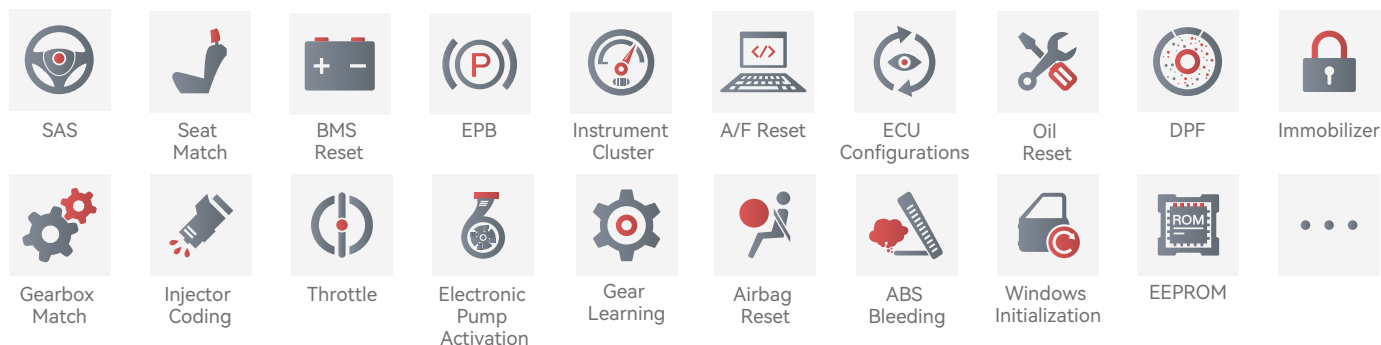 SAS
Seat
Match
BMS
Reset
P
EPB
Instrument
Cluster
</>
A/F Reset
ECU
Configurations
Oil
Reset
DPF
Immobilizer
Gearbox
Match
Injector
Coding
Throttle
Electronic
Pump
Activation
Gear
Learning
Airbag
Reset
ABS
Bleeding
Windows
Initialization
ROM
EEPROM